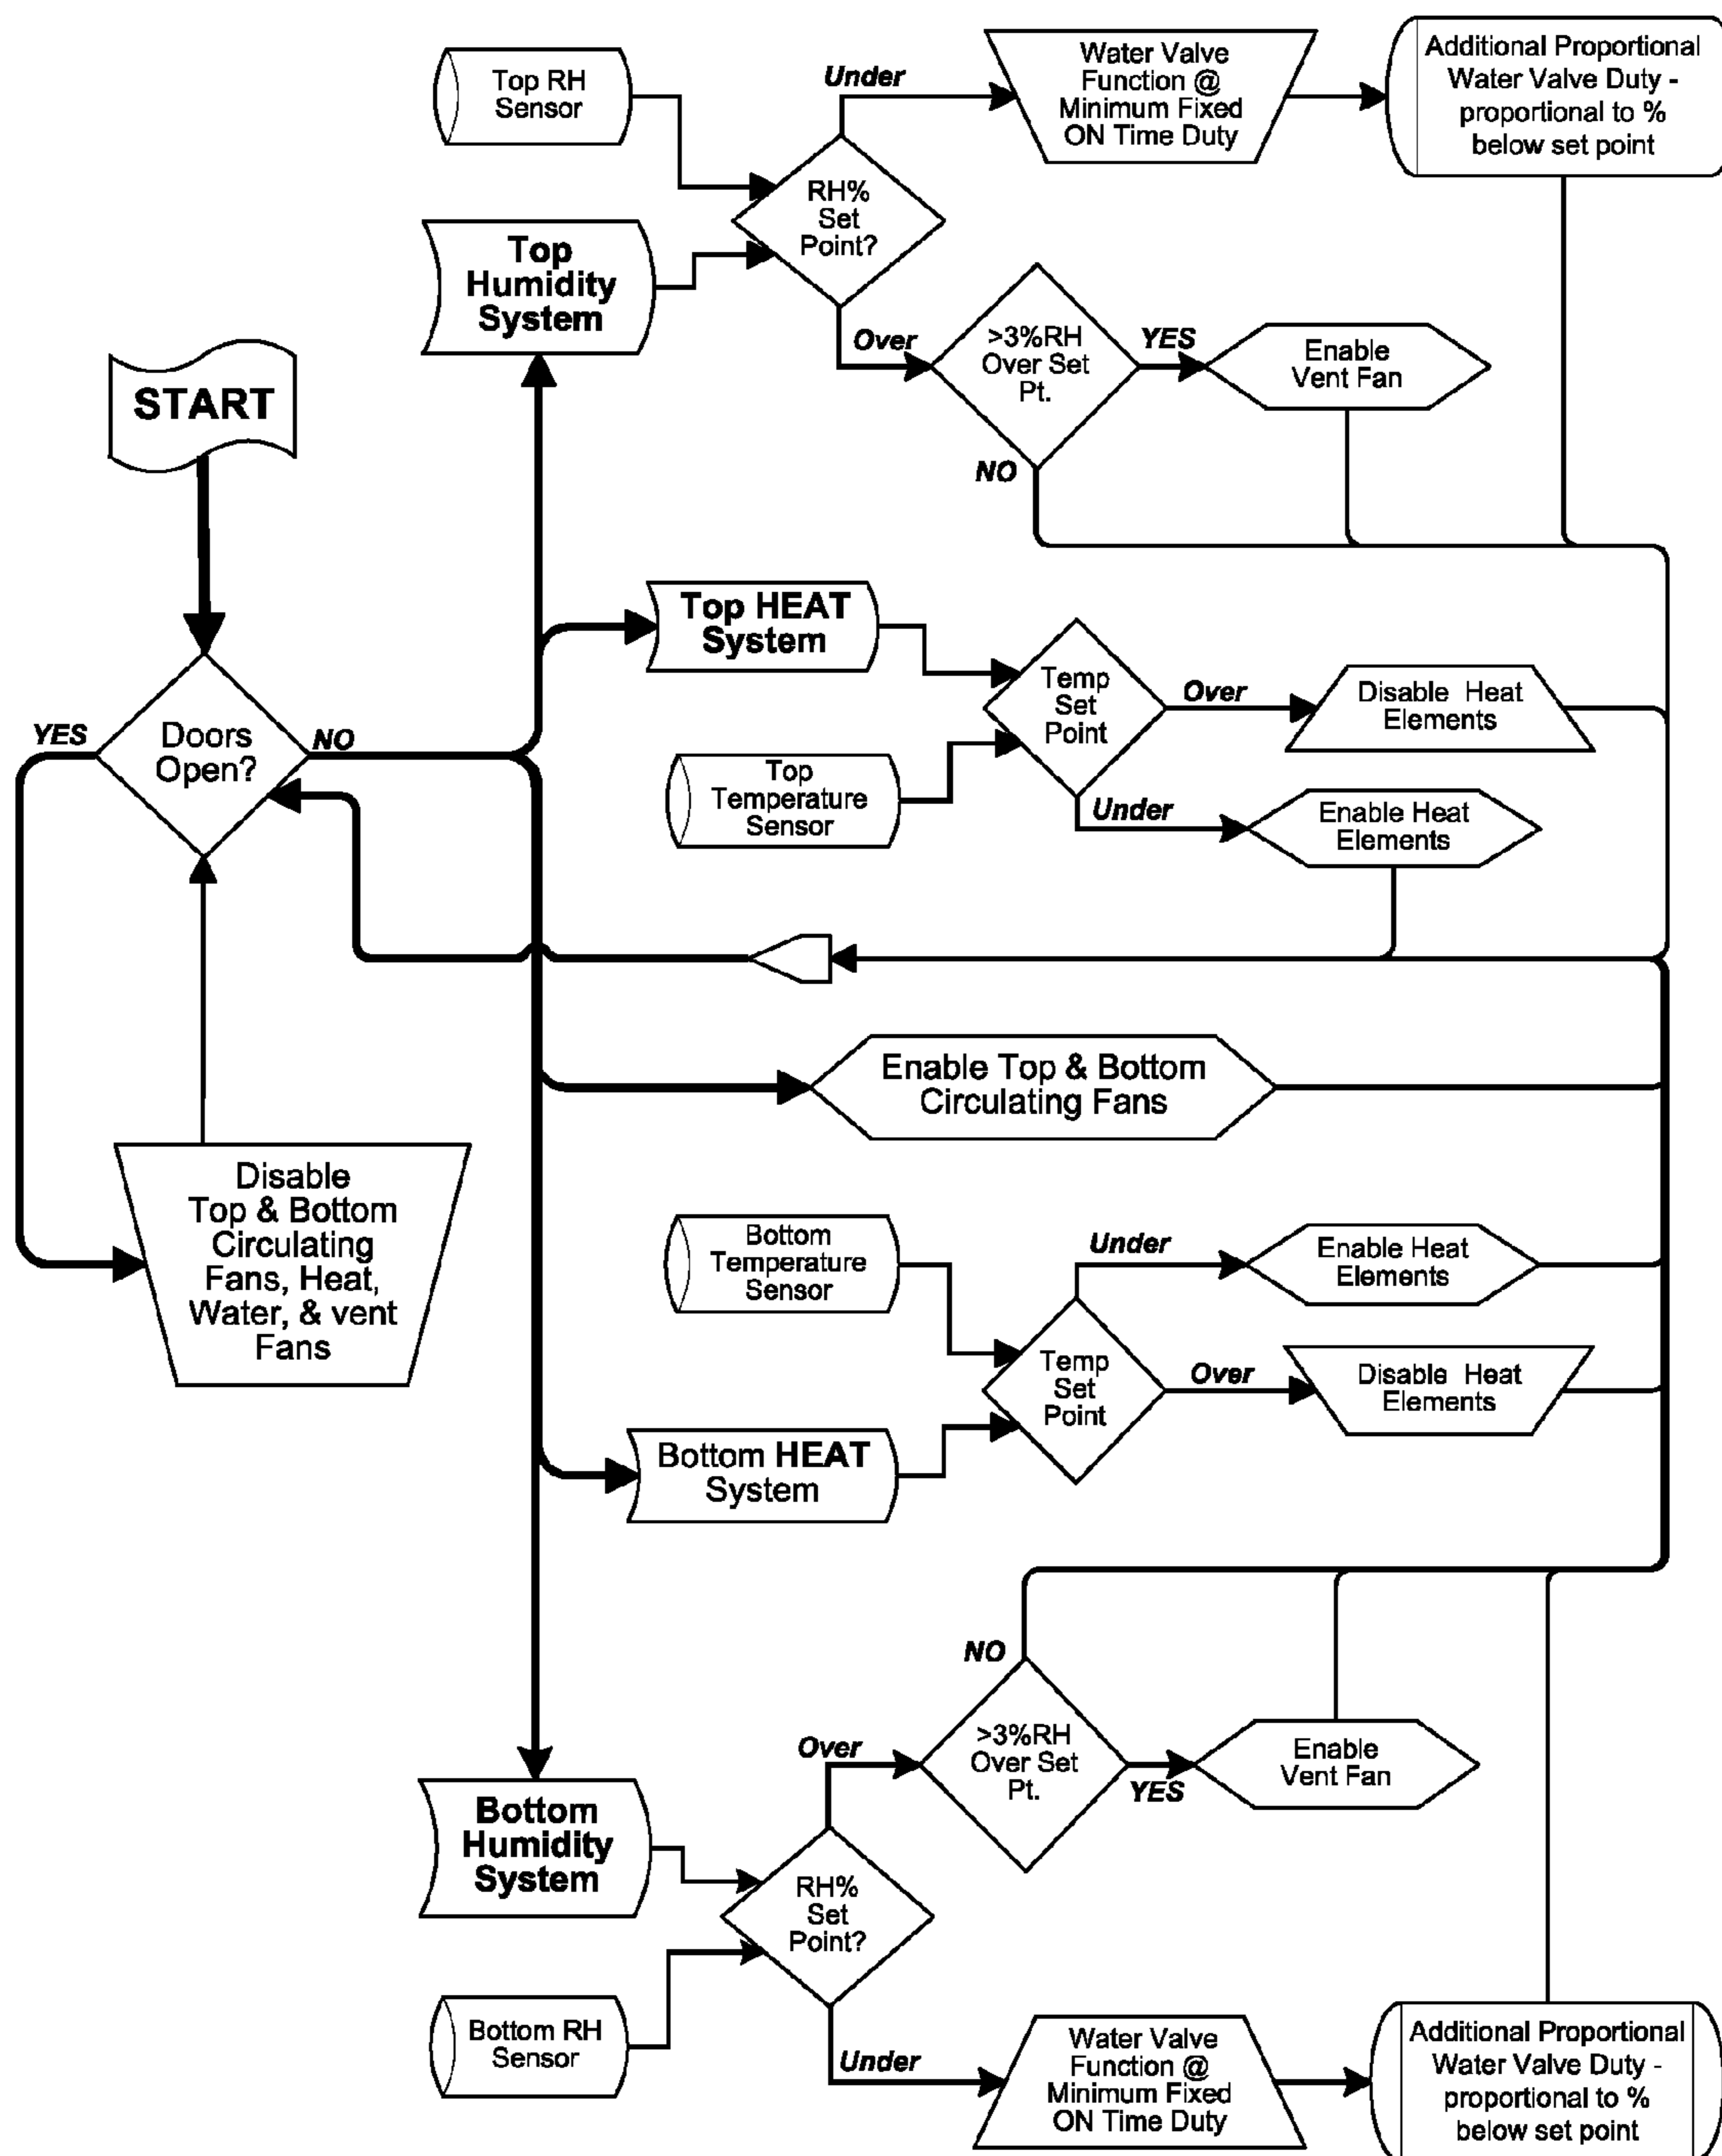 Top RH
Sensor
Under
Water Valve
Function @
Minimum Fixed
ON Time Duty
Additional Proportional
Water Valve Duty -
proportional to %
below set point
RH%
Set
Point?
Top
Humidity
System
Over
>3%RH
Over Set
Pt.
YES
Enable
Vent Fan
NO
START
Top HEAT
System
Temp
Set
Point
Over
Disable Heat
Elements
YES
Doors
Open?
NO
Top
Temperature
Sensor
Under
Enable Heat
Elements
Enable Top & Bottom
Circulating Fans
Disable
Top & Bottom
Circulating
Fans, Heat,
Water, & vent
Fans
Bottom
Temperature
Sensor
Under
Enable Heat
Elements
Temp
Set
Point
Over
Disable Heat
Elements
Bottom HEAT
System
NO
>3%RH
Over Set
Pt.
Over
YES
Enable
Vent Fan
Bottom
Humidity
System
RH%
Set
Point?
Bottom RH
Sensor
Under
Water Valve
Function @
Minimum Fixed
ON Time Duty
Additional Proportional
Water Valve Duty -
proportional to %
below set point